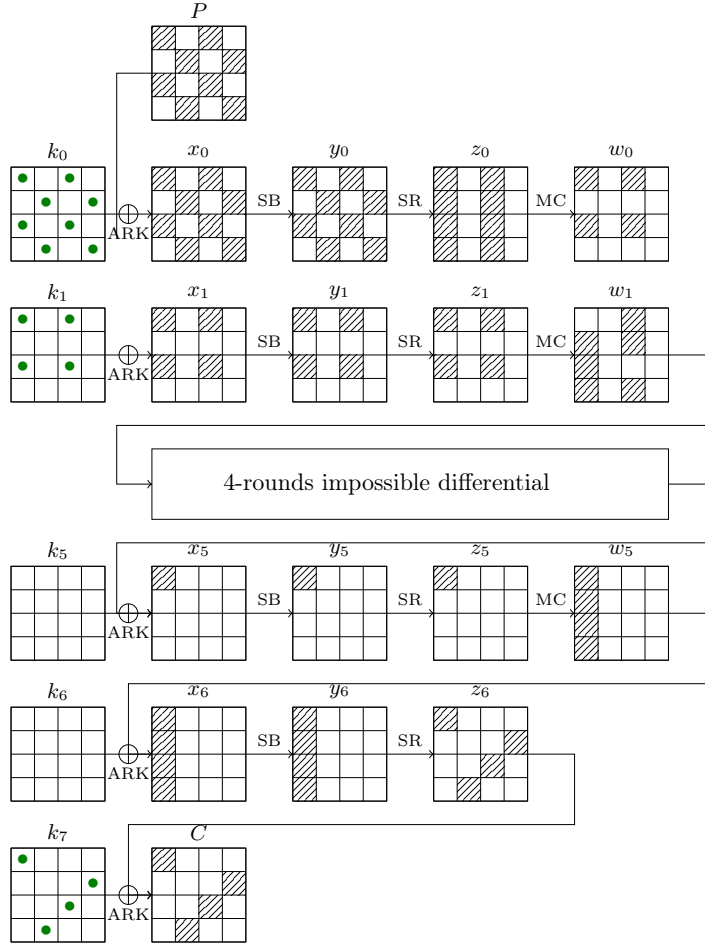 P
k₀ x₀ y₀ z₀ w₀
SB SR MC
ARK
k₁ x₁ y₁ z₁ w₁
SB SR MC
ARK
4-rounds impossible differential
k₅ x₅ y₅ z₅ w₅
SB SR MC
ARK
k₆ x₆ y₆ z₆
SB SR
ARK
k₇ C
ARK